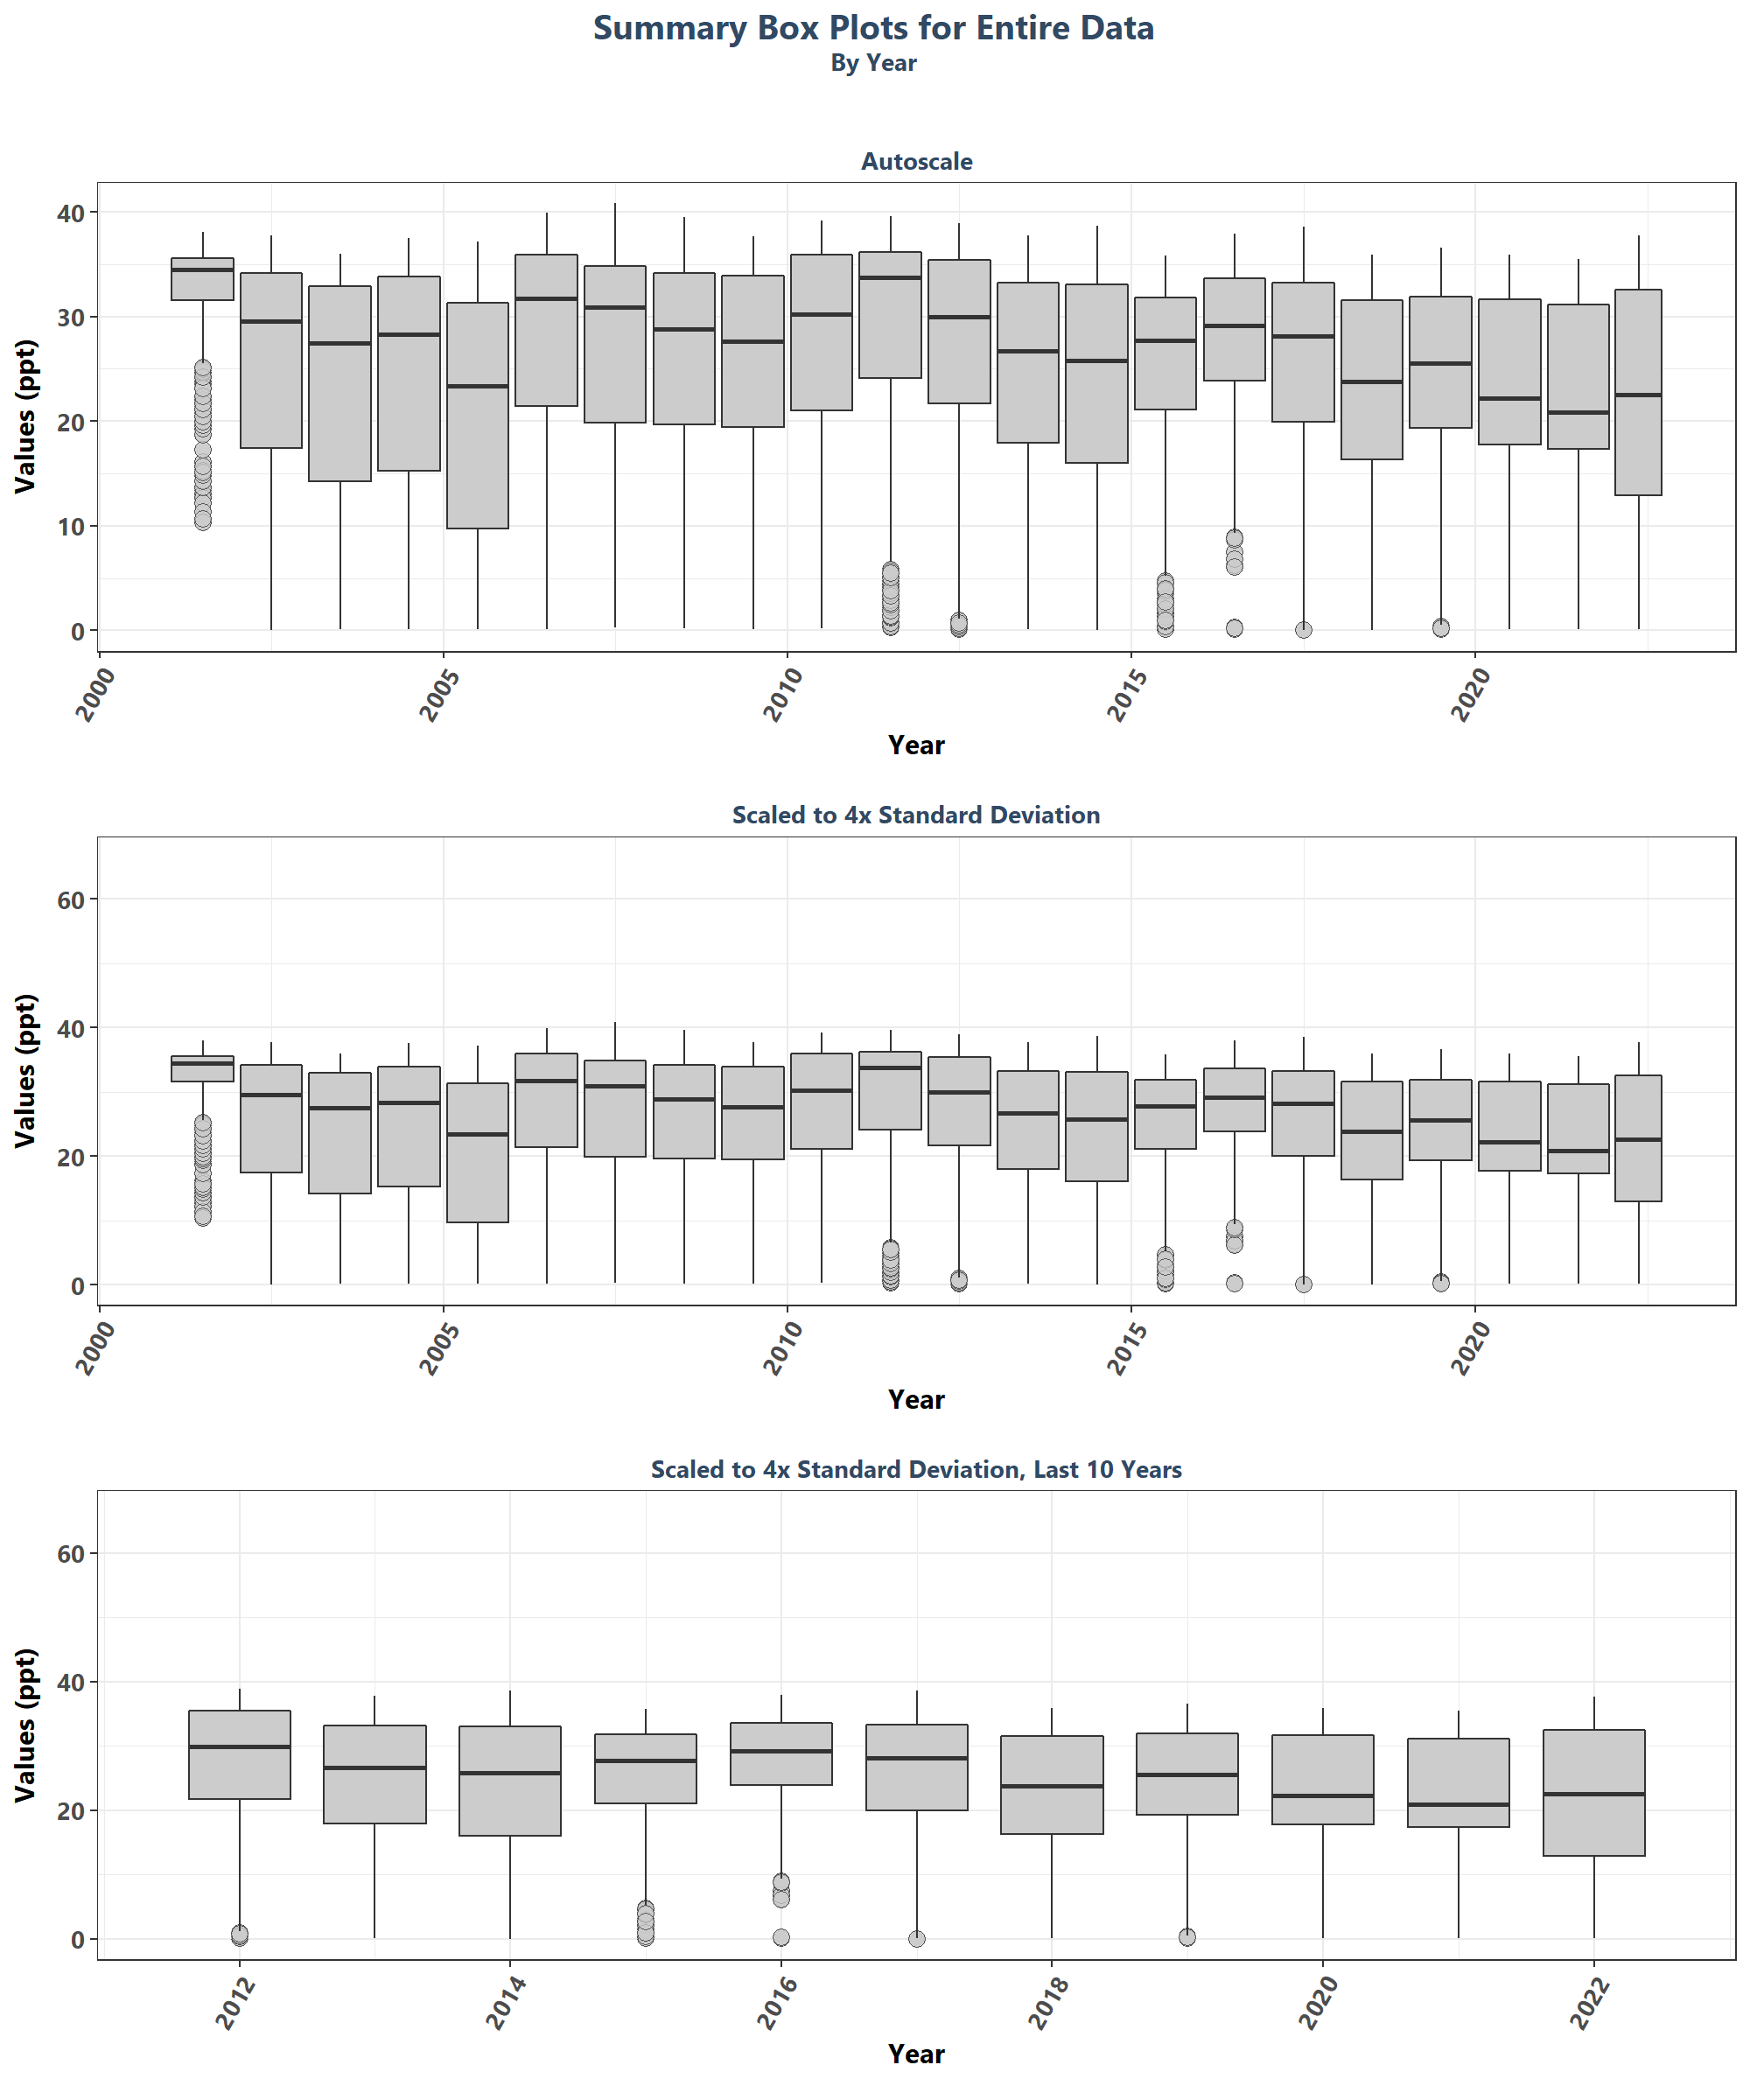 Summary Box Plots for Entire Data
By Year
Autoscale
Values (ppt)
40
30
20
10
0
2000 2005 2010 2015 2020
Year
Scaled to 4x Standard Deviation
Values (ppt)
60
40
20
0
2000 2005 2010 2015 2020
Year
Scaled to 4x Standard Deviation, Last 10 Years
Values (ppt)
60
40
20
0
2012 2014 2016 2018 2020 2022
Year